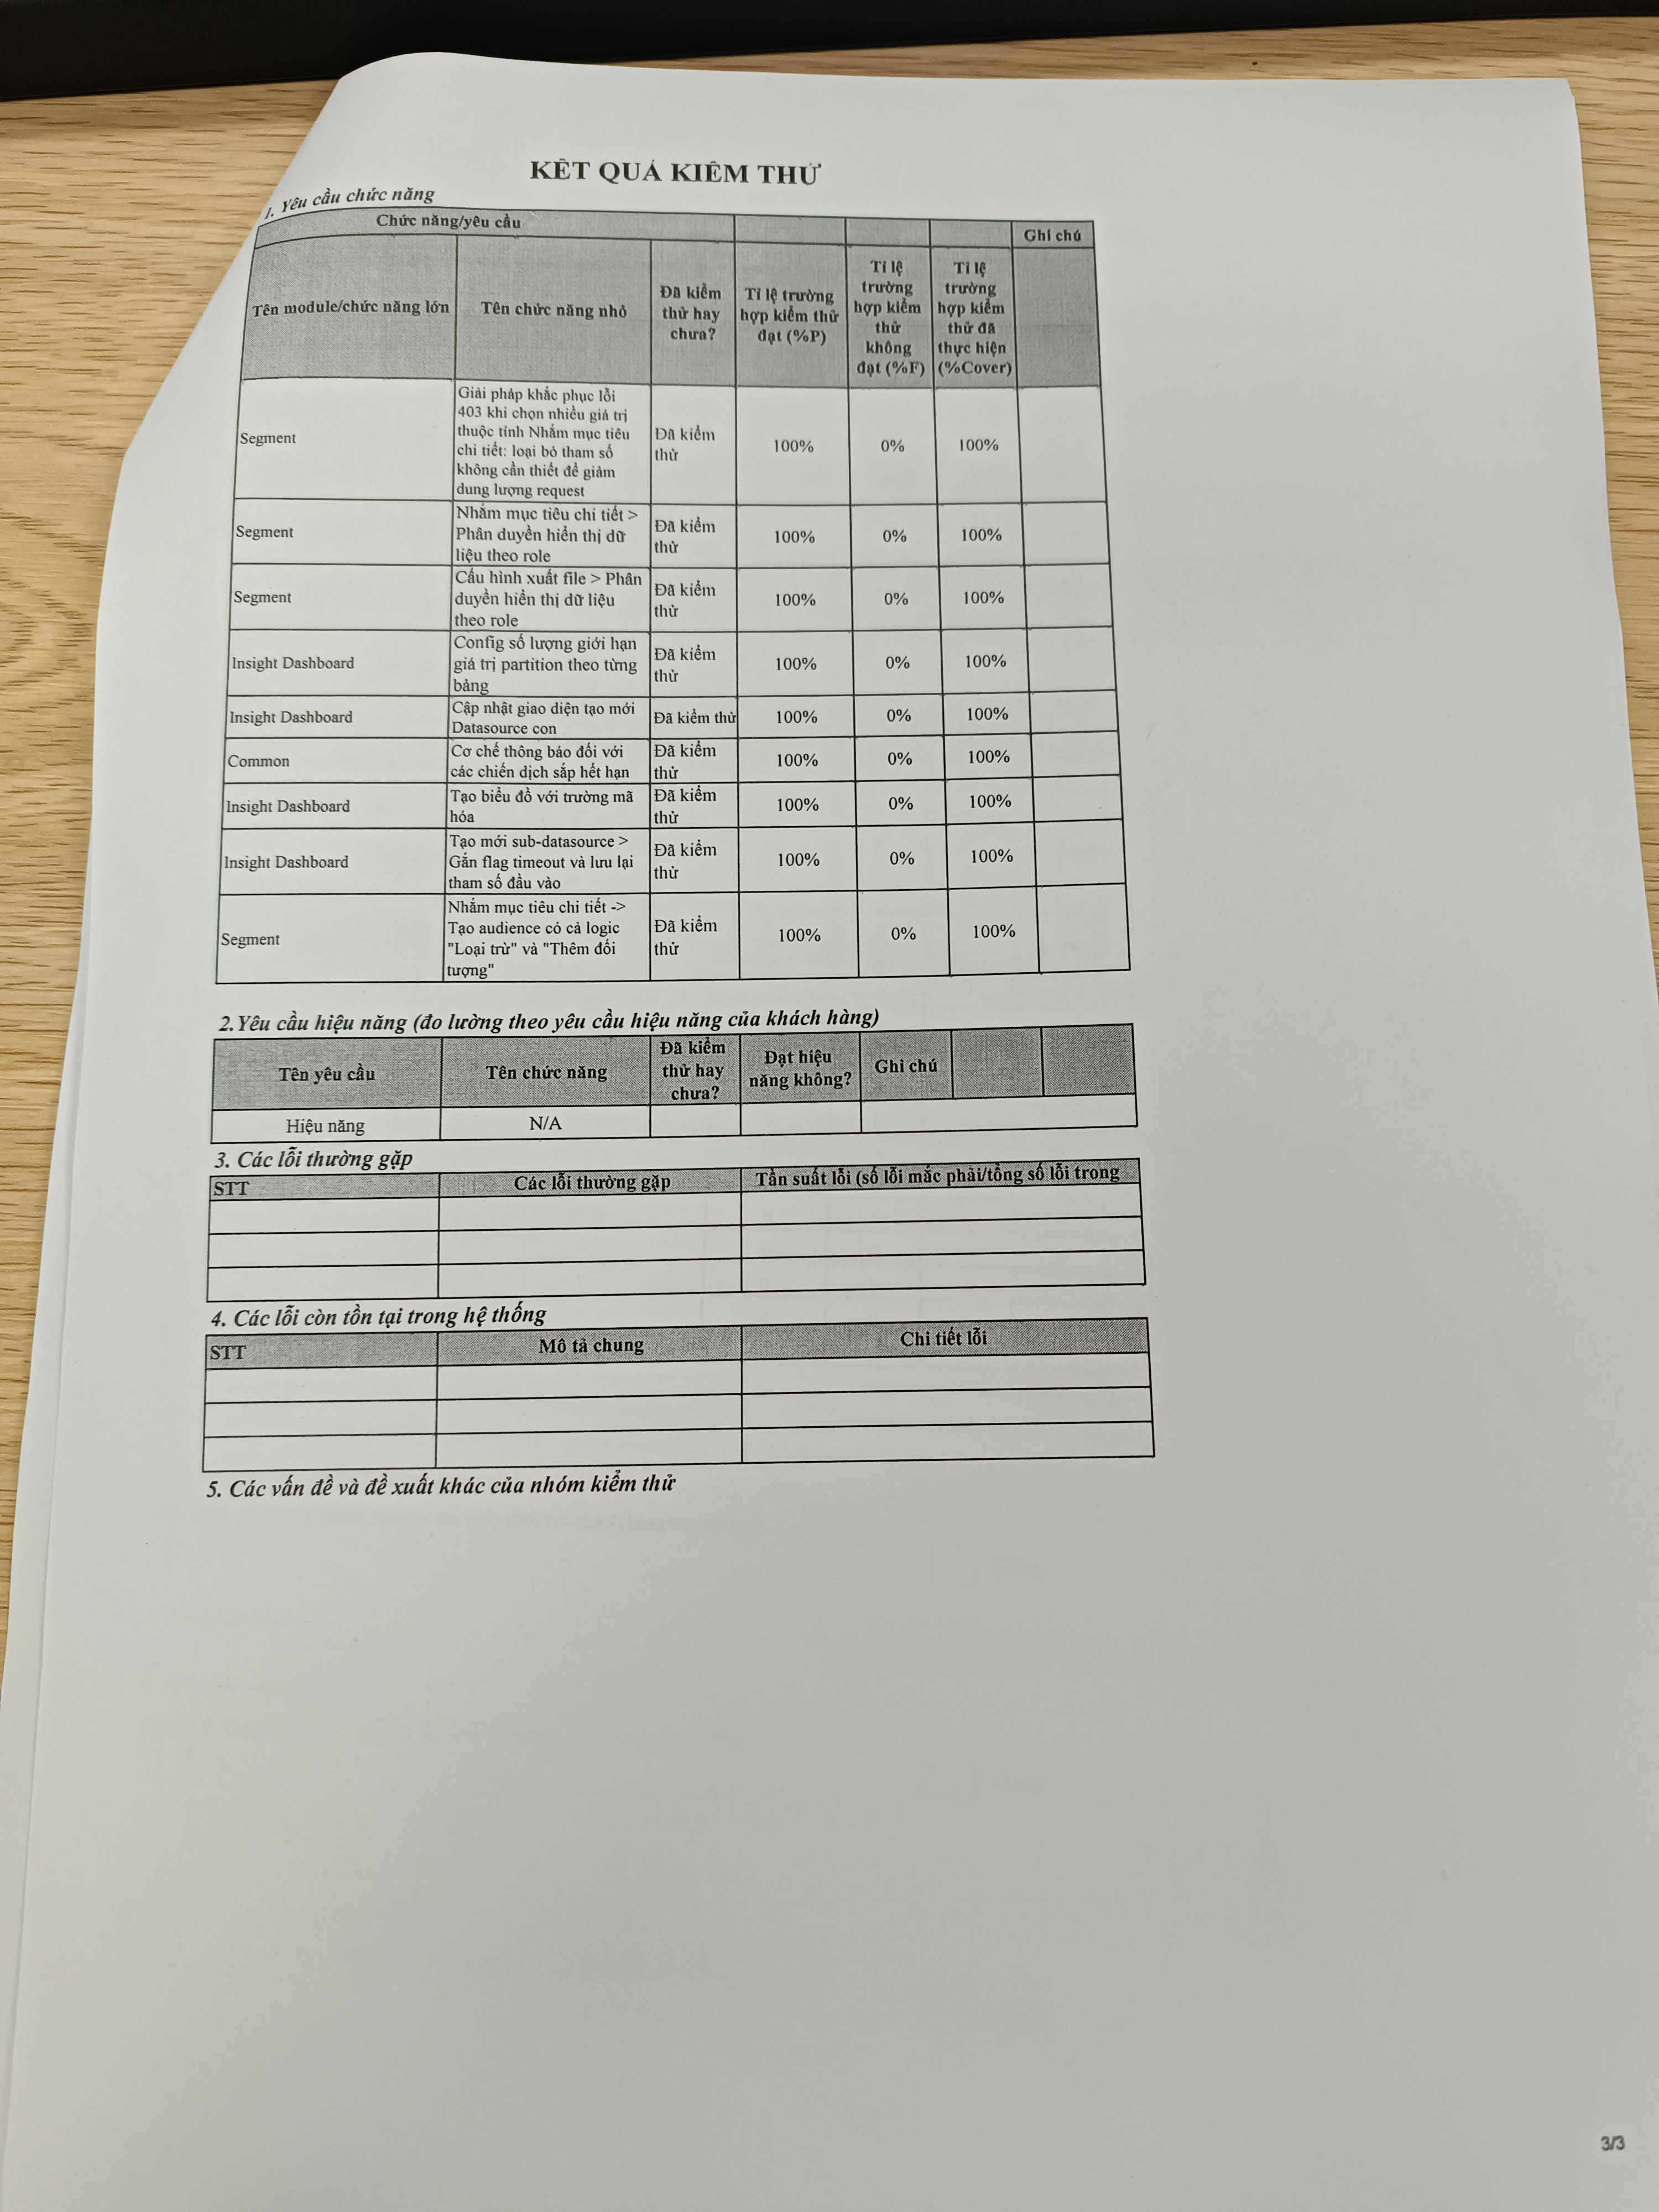 KẾT QUẢ KIỂM THỬ
1. Yêu cầu chức năng
Chức năng/yêu cầu
Ghi chú
Tên module/chức năng lớn
Tên chức năng nhỏ
Đã kiểm
thử hay
chưa?
Tỉ lệ trường
hợp kiểm thử
đạt (%P)
Tỉ lệ
trường
hợp kiểm
thử
không
đạt (%F)
Tỉ lệ
trường
hợp kiểm
thử đã
thực hiện
(%Cover)
Segment
Giải pháp khắc phục lỗi
403 khi chọn nhiều giá trị
thuộc tính Nhắm mục tiêu
chi tiết: loại bỏ tham số
không cần thiết để giảm
dung lượng request
Đã kiểm
thử
100%
0%
100%
Segment
Nhắm mục tiêu chi tiết >
Phân duyền hiển thị dữ
liệu theo role
Đã kiểm
thử
100%
0%
100%
Segment
Cấu hình xuất file > Phân
duyền hiển thị dữ liệu
theo role
Đã kiểm
thử
100%
0%
100%
Insight Dashboard
Config số lượng giới hạn
giá trị partition theo từng
bảng
Đã kiểm
thử
100%
0%
100%
Insight Dashboard
Cập nhật giao diện tạo mới
Datasource con
Đã kiểm thử
100%
0%
100%
Common
Cơ chế thông báo đối với
các chiến dịch sắp hết hạn
Đã kiểm
thử
100%
0%
100%
Insight Dashboard
Tạo biểu đồ với trường mã
hóa
Đã kiểm
thử
100%
0%
100%
Insight Dashboard
Tạo mới sub-datasource >
Gắn flag timeout và lưu lại
tham số đầu vào
Đã kiểm
thử
100%
0%
100%
Segment
Nhắm mục tiêu chi tiết ->
Tạo audience có cả logic
"Loại trừ" và "Thêm đối
tượng"
Đã kiểm
thử
100%
0%
100%
2. Yêu cầu hiệu năng (đo lường theo yêu cầu hiệu năng của khách hàng)
Tên yêu cầu
Tên chức năng
Đã kiểm
thử hay
chưa?
Đạt hiệu
năng không?
Ghi chú
Hiệu năng
N/A
3. Các lỗi thường gặp
STT
Các lỗi thường gặp
Tần suất lỗi (số lỗi mắc phải/tổng số lỗi trong
4. Các lỗi còn tồn tại trong hệ thống
STT
Mô tả chung
Chi tiết lỗi
5. Các vấn đề và đề xuất khác của nhóm kiểm thử
3/3